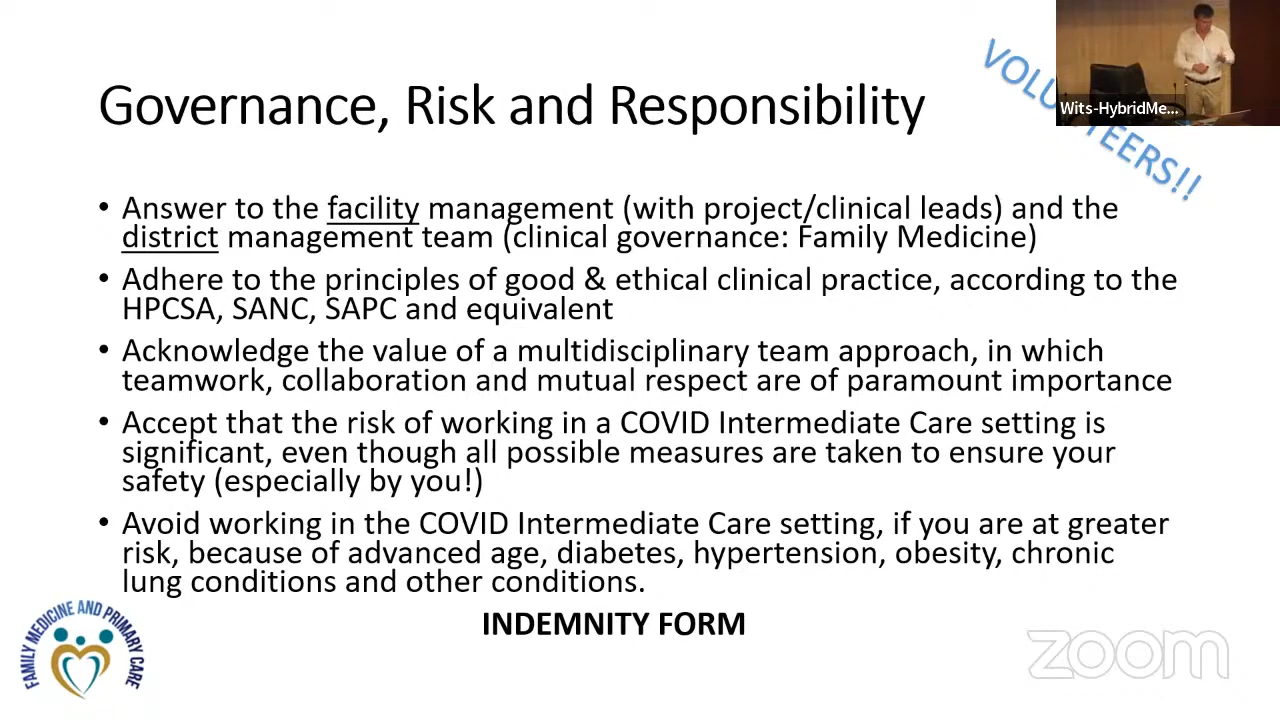 Governance, Risk and Responsibility
VOLU TEERS!!
Wits-HybridMe...
• Answer to the facility management (with project/clinical leads) and the
district management team (clinical governance: Family Medicine)
• Adhere to the principles of good & ethical clinical practice, according to the
HPCSA, SANC, SAPC and equivalent
• Acknowledge the value of a multidisciplinary team approach, in which
teamwork, collaboration and mutual respect are of paramount importance
• Accept that the risk of working in a COVID Intermediate Care setting is
significant, even though all possible measures are taken to ensure your
safety (especially by you!)
• Avoid working in the COVID Intermediate Care setting, if you are at greater
risk, because of advanced age, diabetes, hypertension, obesity, chronic
lung conditions and other conditions.
INDEMNITY FORM
FAMILY MEDICINE AND PRIMARY CARE
zoom